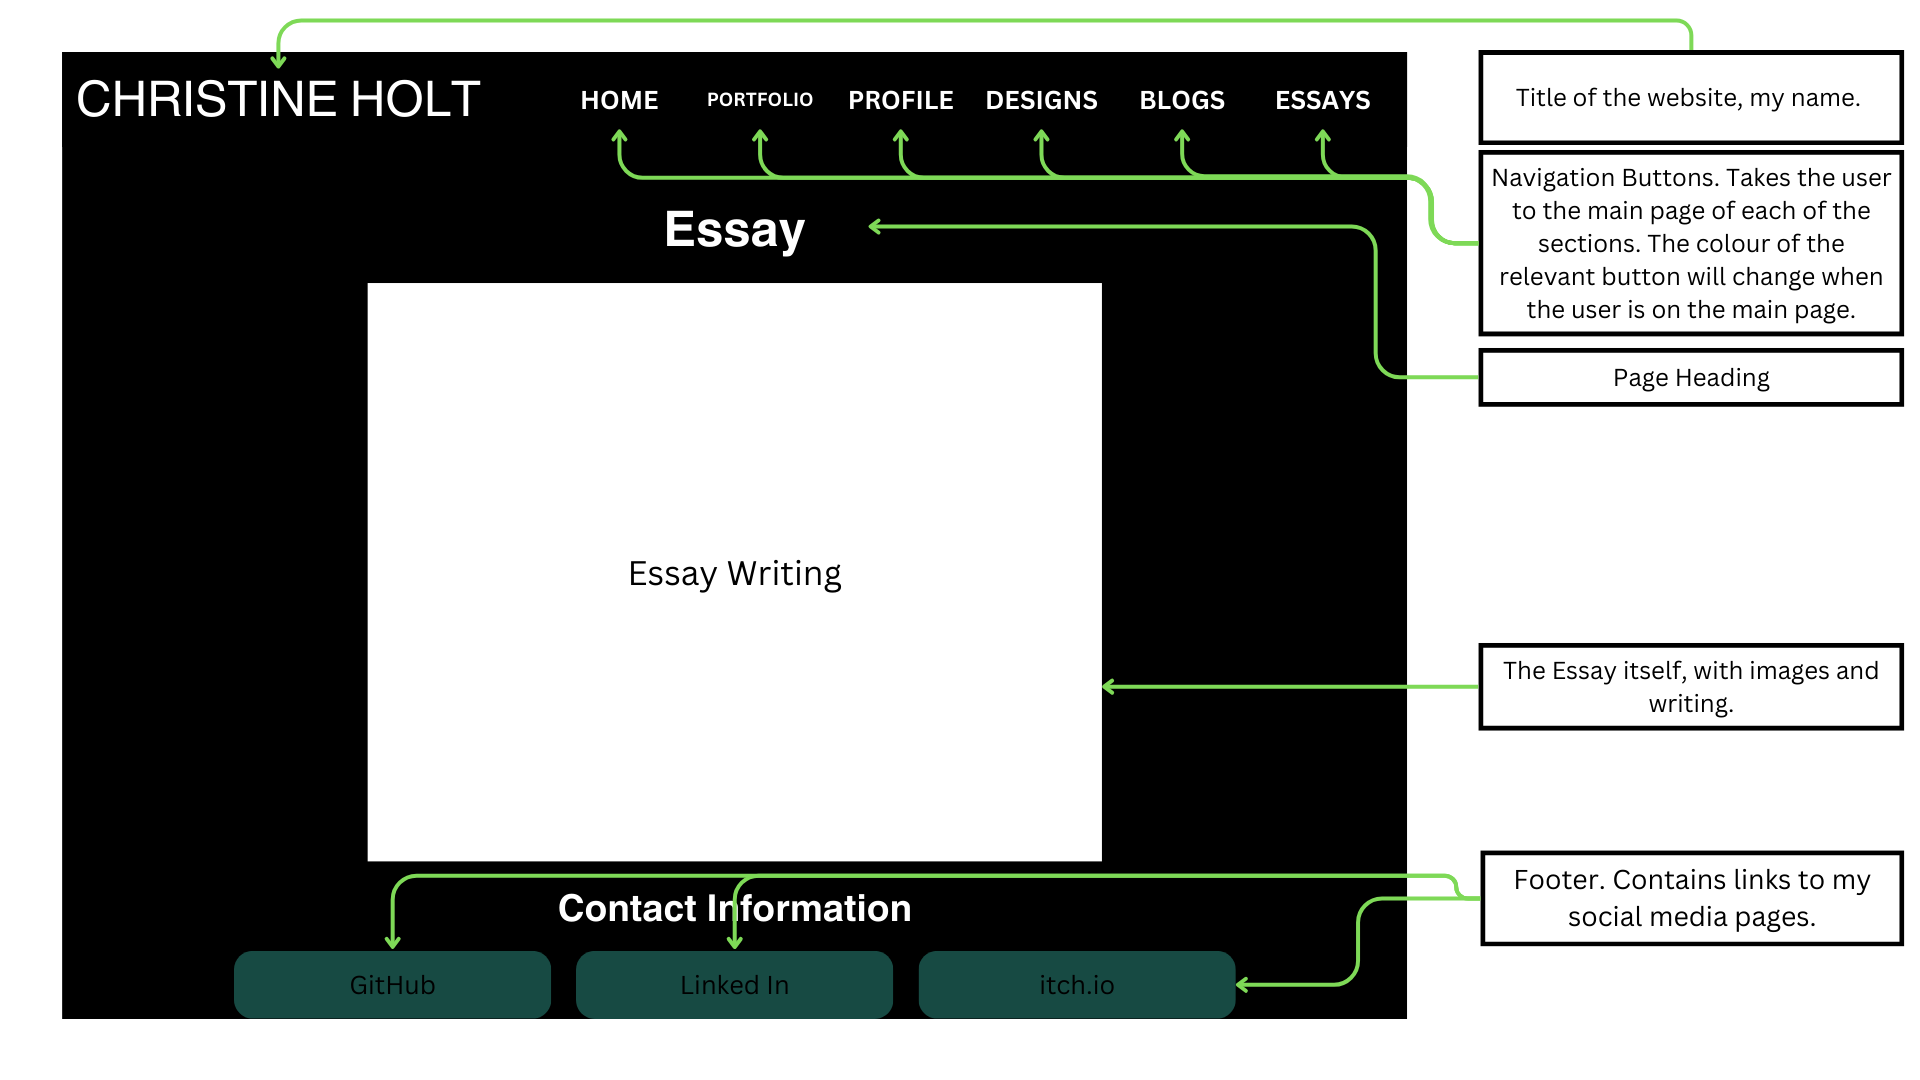 CHRISTINE HOLT
HOME PORTFOLIO PROFILE DESIGNS BLOGS ESSAYS
Title of the website, my name.
Navigation Buttons. Takes the user
to the main page of each of the
sections. The colour of the
relevant button will change when
the user is on the main page.
Essay
Page Heading
Essay Writing
The Essay itself, with images and
writing.
Footer. Contains links to my
social media pages.
Contact Information
GitHub
Linked In
itch.io